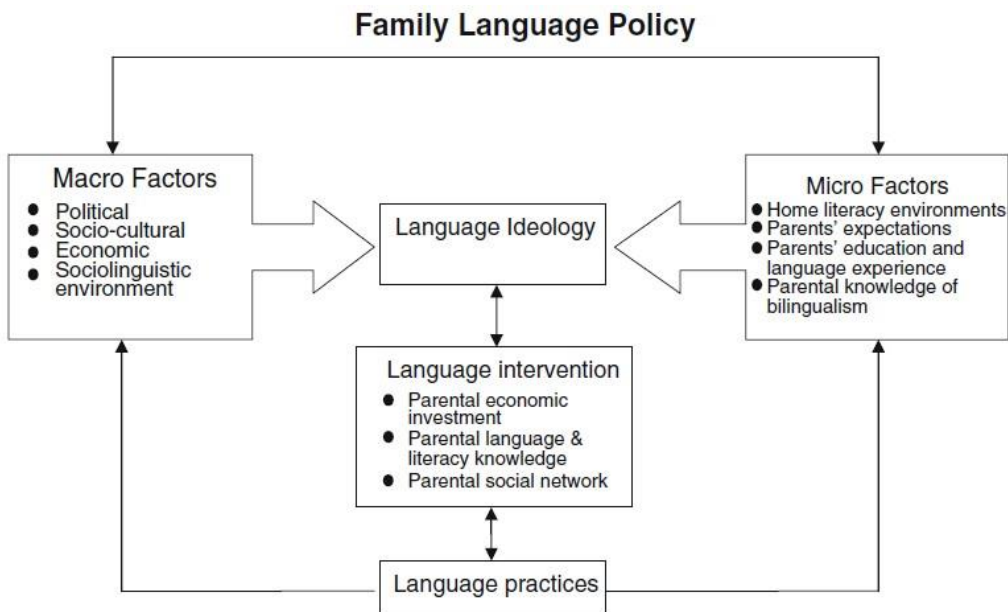 Family Language Policy
Macro Factors
● Political
● Socio-cultural
● Economic
● Sociolinguistic
environment
Language Ideology
Micro Factors
● Home literacy environments
● Parents’ expectations
● Parents’ education and
language experience
● Parental knowledge of
bilingualism
Language intervention
● Parental economic
investment
● Parental language &
literacy knowledge
● Parental social network
Language practices